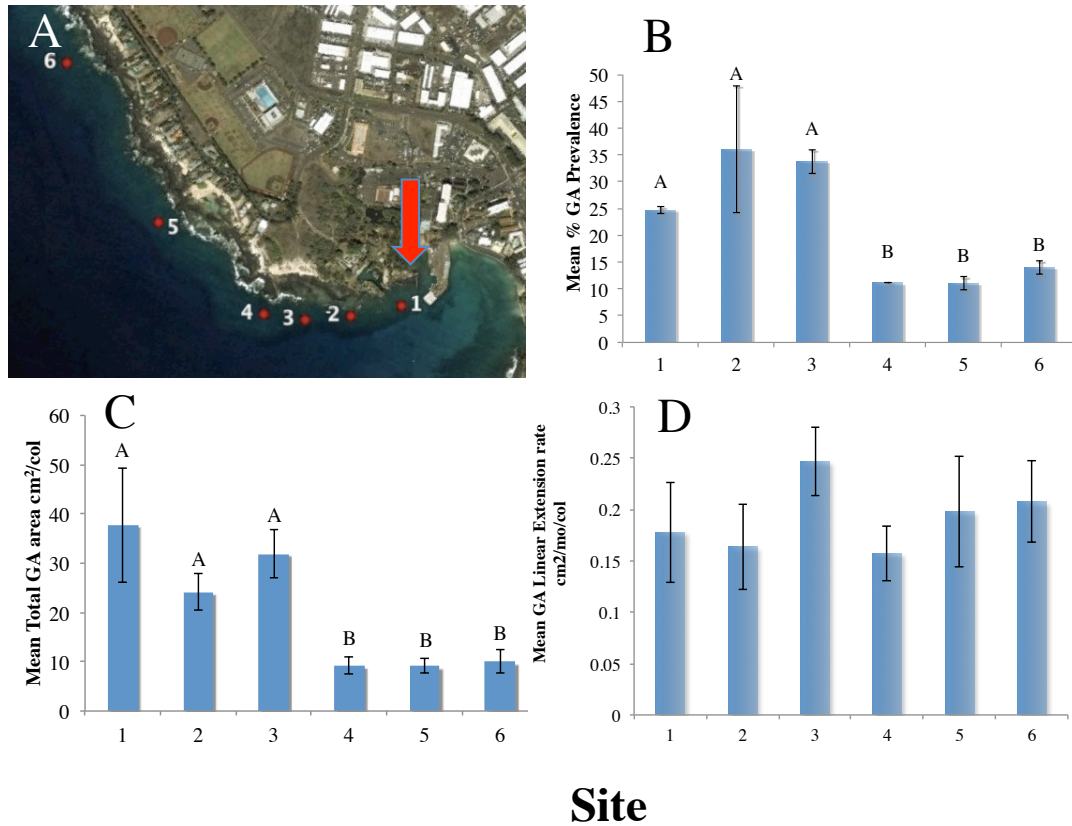 A
6
5
4
3
2
1
B
Mean % GA Prevalence
50
45
40
35
30
25
20
15
10
5
0
A
A
A
B
B
B
1 2 3 4 5 6
C
Mean Total GA area cm²/col
60
50
40
30
20
10
0
A
A
A
B
B
B
1 2 3 4 5 6
D
Mean GA Linear Extension rate
cm2/mo/col
0.3
0.25
0.2
0.15
0.1
0.05
0
1 2 3 4 5 6
Site